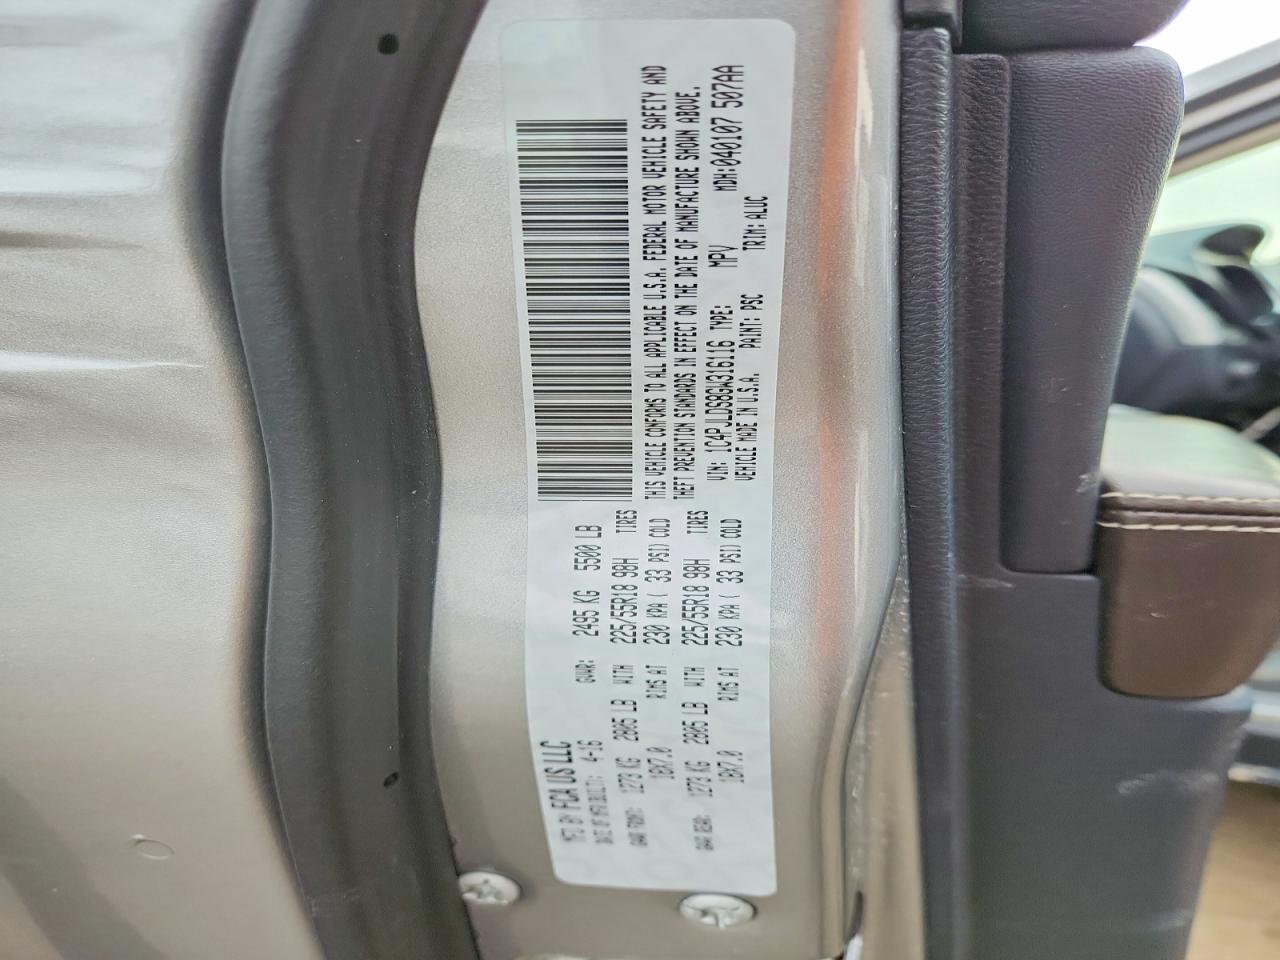 MFD BY FCA US LLC
DATE OF MFR(BUILT): 4-16 GVWR: 2495 KG 5500 LB
GAWR FRONT: 1273 KG 2805 LB WITH 225/55R18 98H TIRES
18X7.0 RIMS AT 230 KPA ( 33 PSI) COLD
GAWR REAR: 1273 KG 2805 LB WITH 225/55R18 98H TIRES
18X7.0 RIMS AT 230 KPA ( 33 PSI) COLD
THIS VEHICLE CONFORMS TO ALL APPLICABLE U.S.A. FEDERAL MOTOR VEHICLE SAFETY AND
THEFT PREVENTION STANDARDS IN EFFECT ON THE DATE OF MANUFACTURE SHOWN ABOVE.
VIN: 1C4PJLDS8GW316116 TYPE: MPV MDH:040107 507AA
VEHICLE MADE IN U.S.A. PAINT: PSC TRIM: ALUC